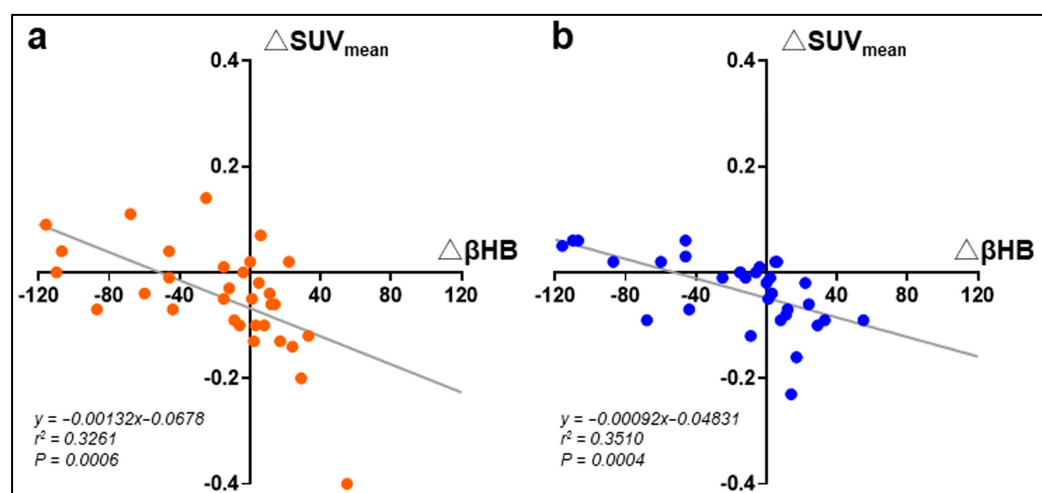 a
△SUVmean
0.4
0.2
△βHB
-120
-80
-40
0
40
80
120
-0.2
-0.4
y = −0.00132x−0.0678
r² = 0.3261
P = 0.0006
b
△SUVmean
0.4
0.2
△βHB
-120
-80
-40
0
40
80
120
-0.2
-0.4
y = −0.00092x−0.04831
r² = 0.3510
P = 0.0004